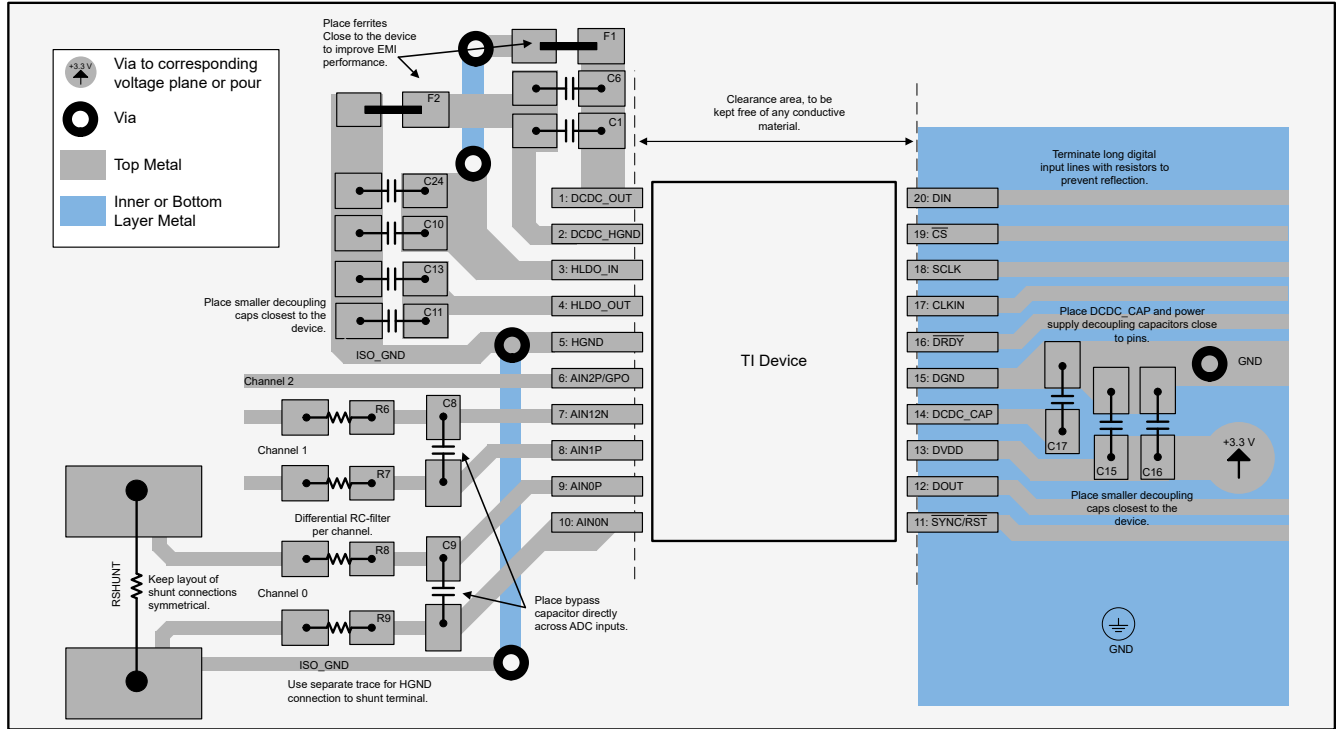 Place ferrites
Close to the device
to improve EMI
performance.
F1
+3.3 V
Via to corresponding
voltage plane or pour
Via
Top Metal
Inner or Bottom
Layer Metal
F2
C6
C1
Clearance area, to be
kept free of any conductive
material.
Terminate long digital
input lines with resistors to
prevent reflection.
C24
C10
C13
C11
Place smaller decoupling
caps closest to the
device.
ISO_GND
1: DCDC_OUT
2: DCDC_HGND
3: HLDO_IN
4: HLDO_OUT
5: HGND
6: AIN2P/GPO
7: AIN12N
8: AIN1P
9: AIN0P
10: AIN0N
TI Device
20: DIN
19: CS
18: SCLK
17: CLKIN
16: DRDY
15: DGND
14: DCDC_CAP
13: DVDD
12: DOUT
11: SYNC/RST
Place DCDC_CAP and power
supply decoupling capacitors close
to pins.
GND
C17
C15
C16
+3.3 V
Place smaller decoupling
caps closest to the
device.
GND
Channel 2
R6
C8
Channel 1
R7
Differential RC-filter
per channel.
R8
C9
Channel 0
R9
RSHUNT
Keep layout of
shunt connections
symmetrical.
Place bypass
capacitor directly
across ADC inputs.
ISO_GND
Use separate trace for HGND
connection to shunt terminal.